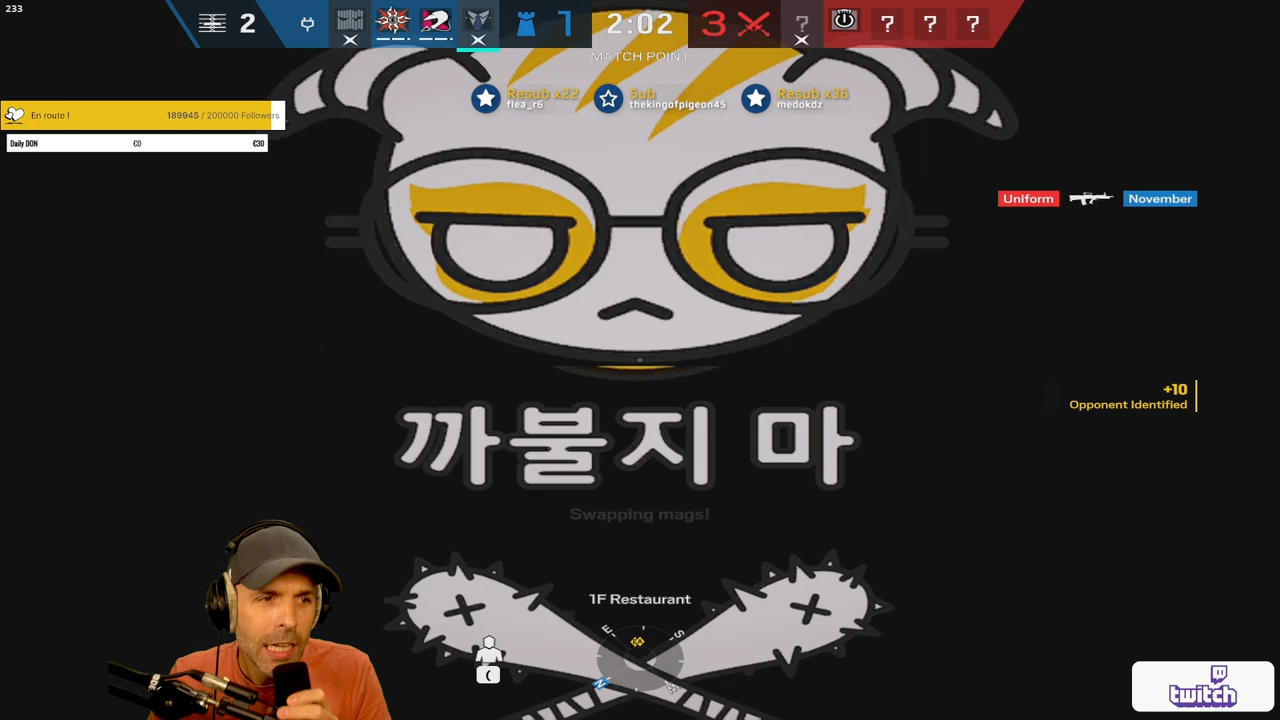 233
2
1
2:02
3
?
?
?
?
MATCH POINT
Resub x22
flea_r6
Sub
thekingofpigeon45
Resub x36
medokdz
En route !
189945 / 200000 Followers
Daily DON
€0
€30
Uniform
November
+10
Opponent Identified
까불지 마
Swapping mags!
1F Restaurant
E
S
N
W
EA
twitch